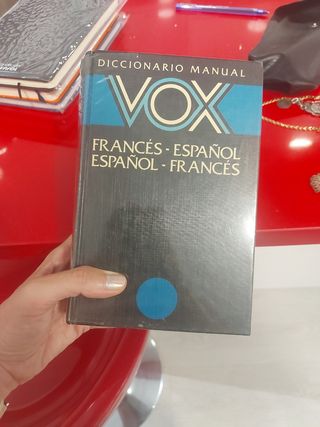 DICCIONARIO MANUAL
VOX
FRANCÉS - ESPAÑOL
ESPAÑOL - FRANCÉS